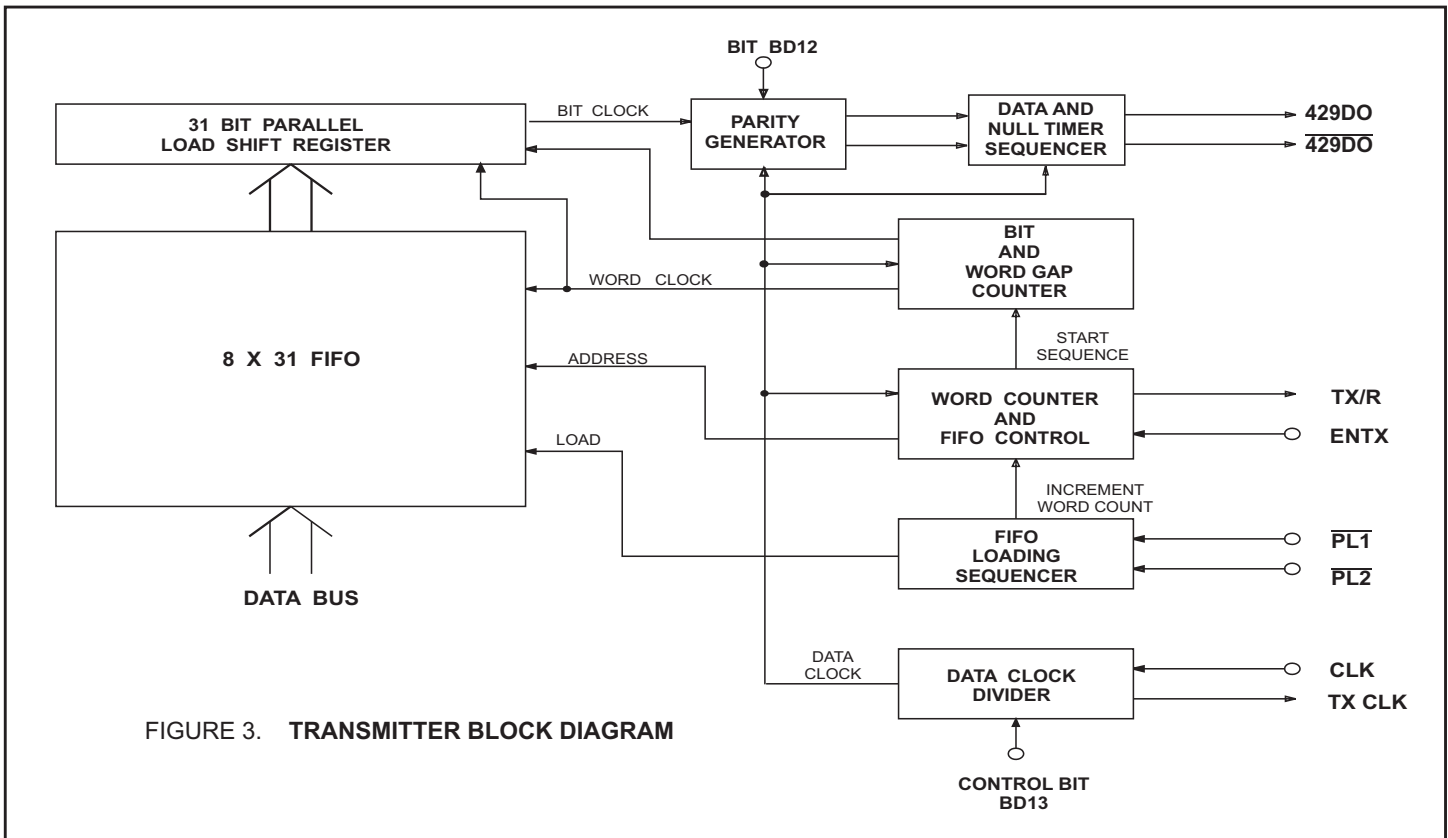 BIT BD12
31 BIT PARALLEL
LOAD SHIFT REGISTER
BIT CLOCK
PARITY
GENERATOR
DATA AND
NULL TIMER
SEQUENCER
429DO
429DO
BIT
AND
WORD GAP
COUNTER
WORD CLOCK
8 X 31 FIFO
START
SEQUENCE
ADDRESS
WORD COUNTER
AND
FIFO CONTROL
TX/R
ENTX
LOAD
INCREMENT
WORD COUNT
FIFO
LOADING
SEQUENCER
PL1
PL2
DATA BUS
DATA
CLOCK
DATA CLOCK
DIVIDER
CLK
TX CLK
FIGURE 3. TRANSMITTER BLOCK DIAGRAM
CONTROL BIT
BD13